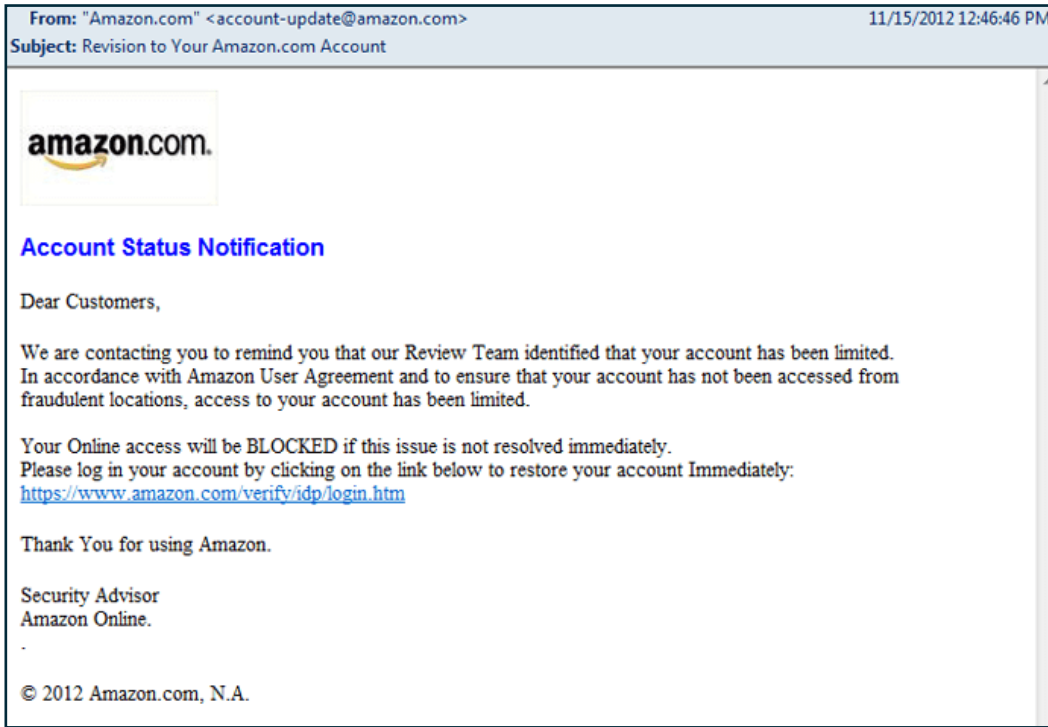 From: "Amazon.com" <account-update@amazon.com> 11/15/2012 12:46:46 PM
Subject: Revision to Your Amazon.com Account
amazon.com.
Account Status Notification
Dear Customers,
We are contacting you to remind you that our Review Team identified that your account has been limited.
In accordance with Amazon User Agreement and to ensure that your account has not been accessed from
fraudulent locations, access to your account has been limited.
Your Online access will be BLOCKED if this issue is not resolved immediately.
Please log in your account by clicking on the link below to restore your account Immediately:
https://www.amazon.com/verify/idp/login.htm
Thank You for using Amazon.
Security Advisor
Amazon Online.
.
© 2012 Amazon.com, N.A.